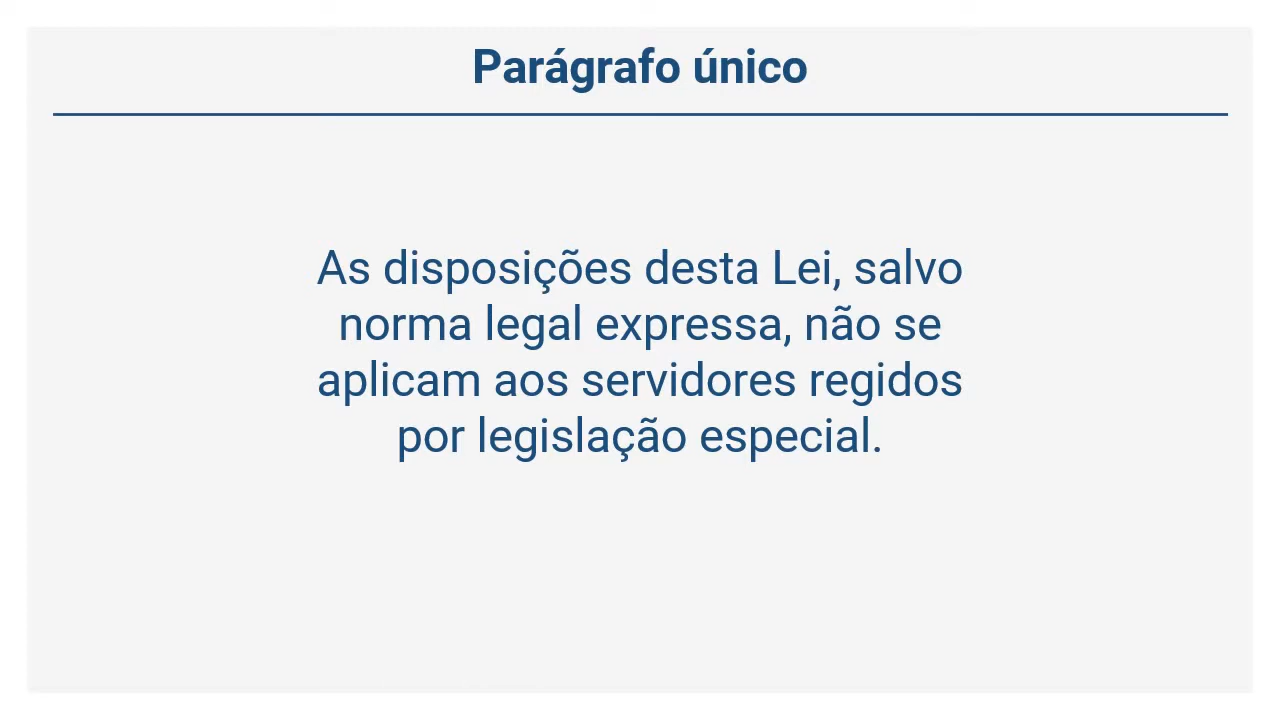 Parágrafo único
As disposições desta Lei, salvo
norma legal expressa, não se
aplicam aos servidores regidos
por legislação especial.